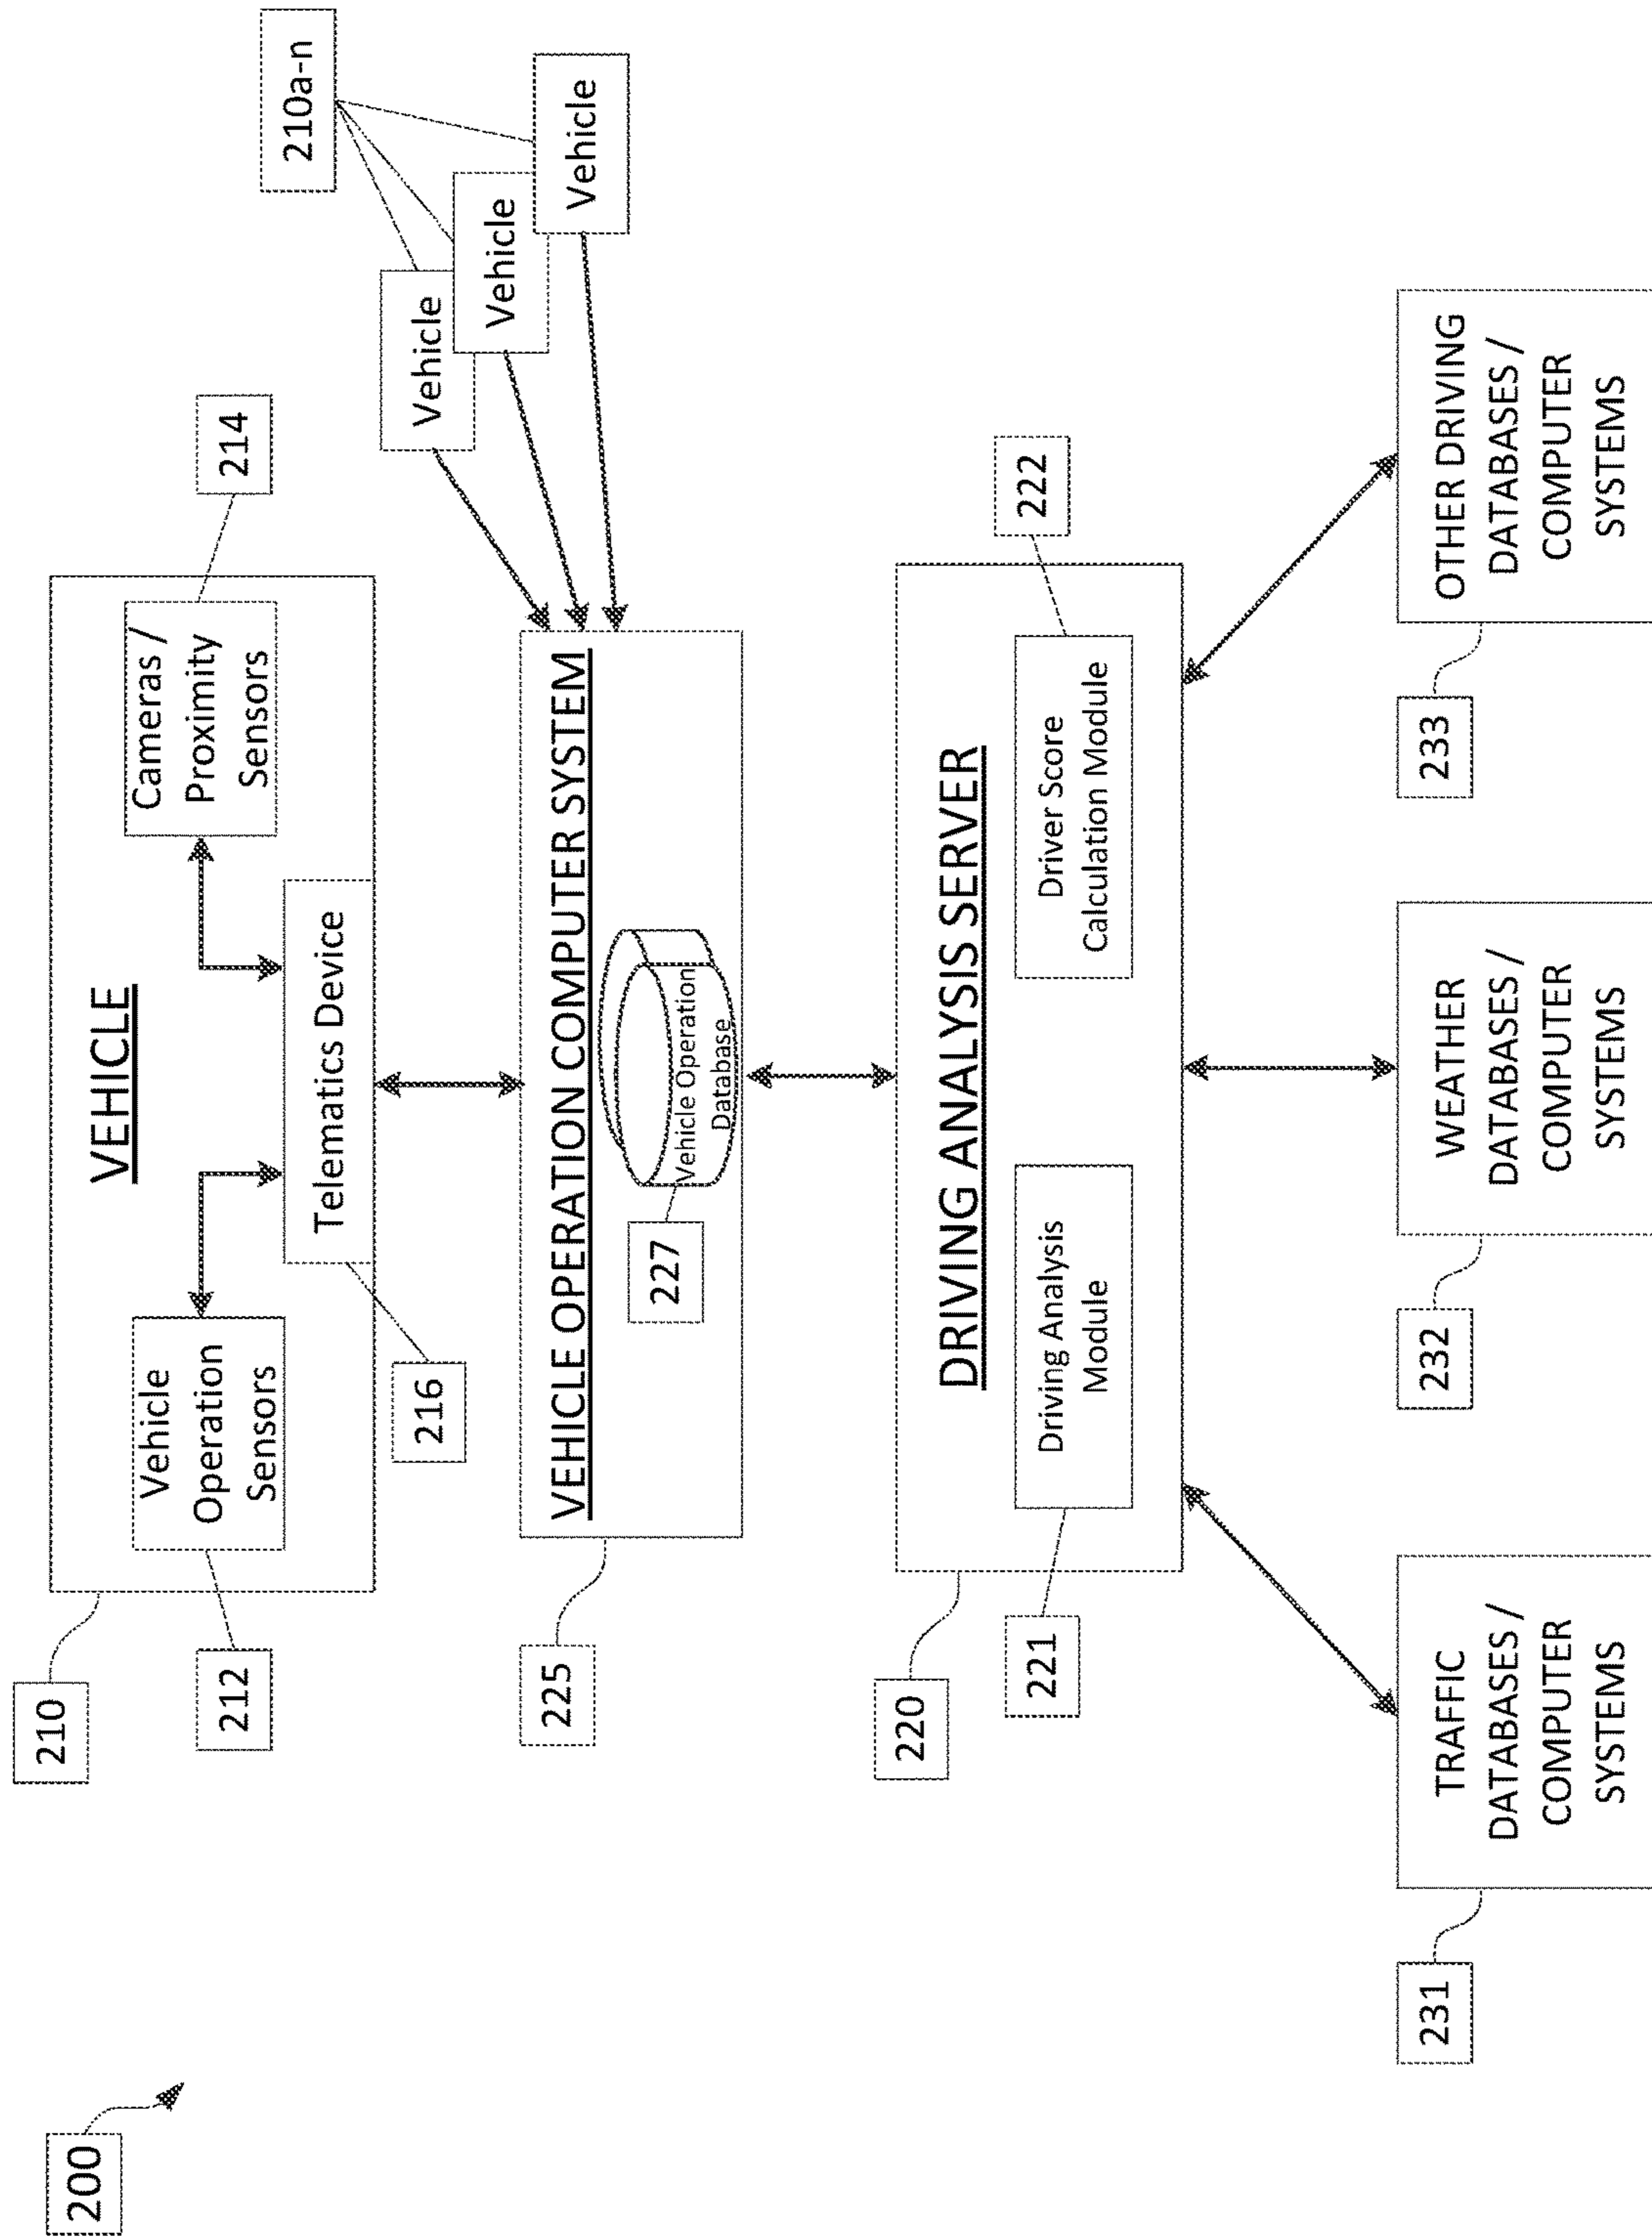 200
210
VEHICLE
212
Vehicle
Operation
Sensors
Cameras /
Proximity
Sensors
214
216
Telematics Device
210a-n
Vehicle
Vehicle
Vehicle
225
VEHICLE OPERATION COMPUTER SYSTEM
227
Vehicle Operation
Database
220
DRIVING ANALYSIS SERVER
221
Driving Analysis
Module
Driver Score
Calculation Module
222
231
TRAFFIC
DATABASES /
COMPUTER
SYSTEMS
232
WEATHER
DATABASES /
COMPUTER
SYSTEMS
233
OTHER DRIVING
DATABASES /
COMPUTER
SYSTEMS